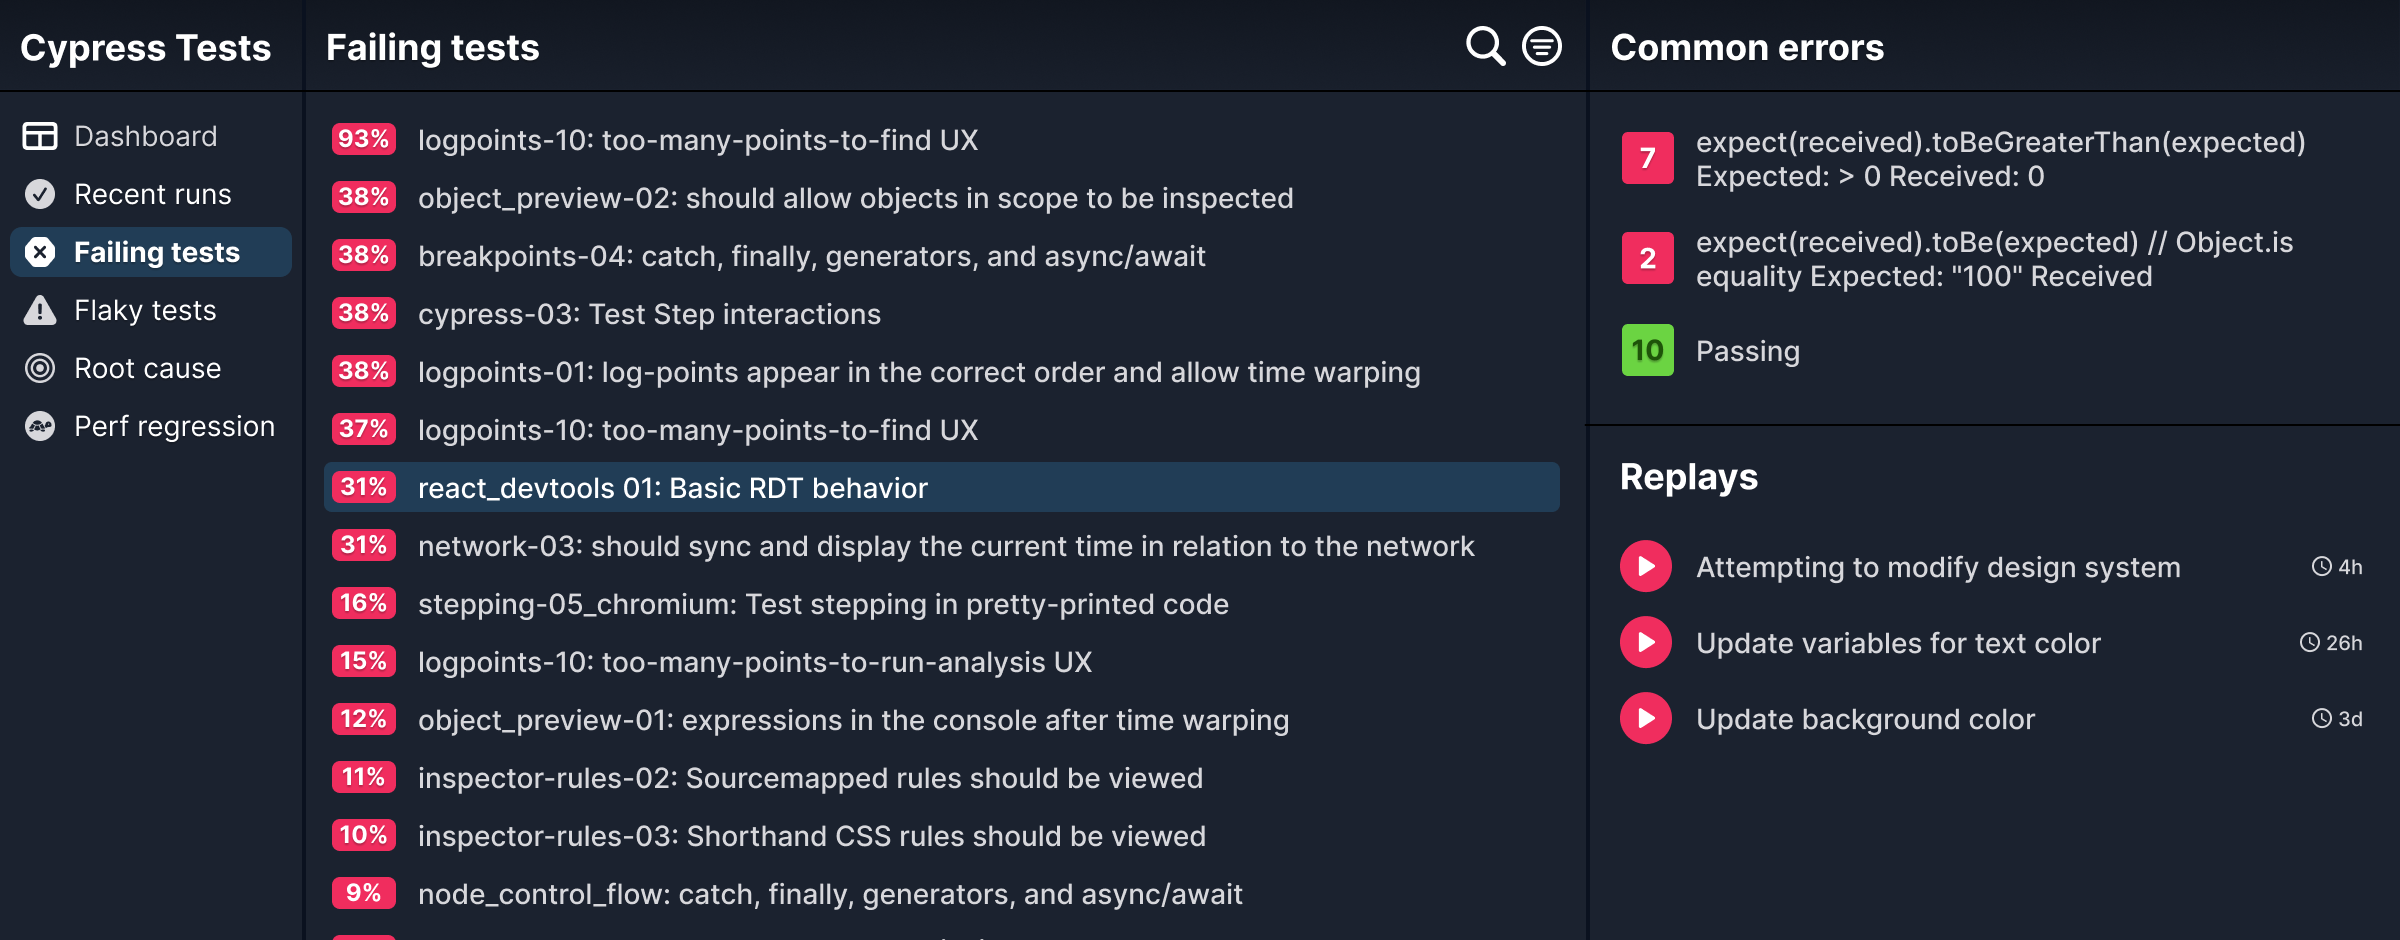 Cypress Tests
Dashboard
Recent runs
Failing tests
Flaky tests
Root cause
Perf regression
Failing tests
93% logpoints-10: too-many-points-to-find UX
38% object_preview-02: should allow objects in scope to be inspected
38% breakpoints-04: catch, finally, generators, and async/await
38% cypress-03: Test Step interactions
38% logpoints-01: log-points appear in the correct order and allow time warping
37% logpoints-10: too-many-points-to-find UX
31% react_devtools 01: Basic RDT behavior
31% network-03: should sync and display the current time in relation to the network
16% stepping-05_chromium: Test stepping in pretty-printed code
15% logpoints-10: too-many-points-to-run-analysis UX
12% object_preview-01: expressions in the console after time warping
11% inspector-rules-02: Sourcemapped rules should be viewed
10% inspector-rules-03: Shorthand CSS rules should be viewed
9% node_control_flow: catch, finally, generators, and async/await
Common errors
7 expect(received).toBeGreaterThan(expected)
Expected: > 0 Received: 0
2 expect(received).toBe(expected) // Object.is
equality Expected: "100" Received
10 Passing
Replays
Attempting to modify design system 4h
Update variables for text color 26h
Update background color 3d